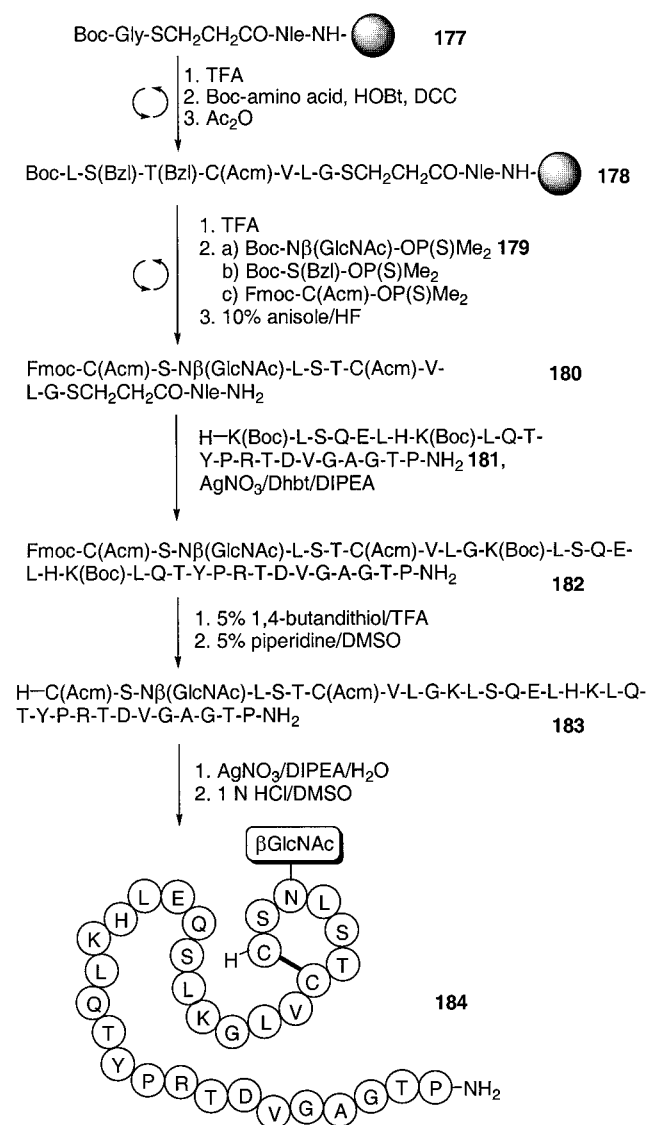 Boc-Gly-SCH₂CH₂CO-Nle-NH- 177
1. TFA
2. Boc-amino acid, HOBt, DCC
3. Ac₂O
Boc-L-S(Bzl)-T(Bzl)-C(Acm)-V-L-G-SCH₂CH₂CO-Nle-NH- 178
1. TFA
2. a) Boc-Nβ(GlcNAc)-OP(S)Me₂ 179
b) Boc-S(Bzl)-OP(S)Me₂
c) Fmoc-C(Acm)-OP(S)Me₂
3. 10% anisole/HF
Fmoc-C(Acm)-S-Nβ(GlcNAc)-L-S-T-C(Acm)-V-
L-G-SCH₂CH₂CO-Nle-NH₂
180
H-K(Boc)-L-S-Q-E-L-H-K(Boc)-L-Q-T-
Y-P-R-T-D-V-G-A-G-T-P-NH₂ 181,
AgNO₃/Dhbt/DIPEA
Fmoc-C(Acm)-S-Nβ(GlcNAc)-L-S-T-C(Acm)-V-L-G-K(Boc)-L-S-Q-E-
L-H-K(Boc)-L-Q-T-Y-P-R-T-D-V-G-A-G-T-P-NH₂
182
1. 5% 1,4-butandithiol/TFA
2. 5% piperidine/DMSO
H-C(Acm)-S-Nβ(GlcNAc)-L-S-T-C(Acm)-V-L-G-K-L-S-Q-E-L-H-K-L-Q-
T-Y-P-R-T-D-V-G-A-G-T-P-NH₂
183
1. AgNO₃/DIPEA/H₂O
2. 1 N HCl/DMSO
βGlcNAc
H C S N L S T C V L G K L S Q E L H K L Q T Y P R T D V G A G T P -NH₂
184